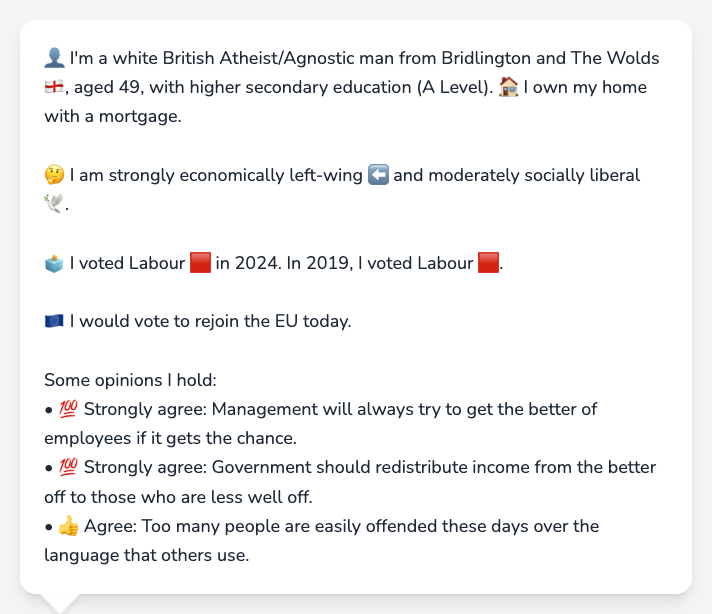 👤 I'm a white British Atheist/Agnostic man from Bridlington and The Wolds
🏴󠁧󠁢󠁥󠁮󠁧󠁿, aged 49, with higher secondary education (A Level). 🏠 I own my home
with a mortgage.
🤔 I am strongly economically left-wing ⬅️ and moderately socially liberal
🕊️.
🗳️ I voted Labour 🟥 in 2024. In 2019, I voted Labour 🟥.
🇪🇺 I would vote to rejoin the EU today.
Some opinions I hold:
• 💯 Strongly agree: Management will always try to get the better of
employees if it gets the chance.
• 💯 Strongly agree: Government should redistribute income from the better
off to those who are less well off.
• 👍 Agree: Too many people are easily offended these days over the
language that others use.